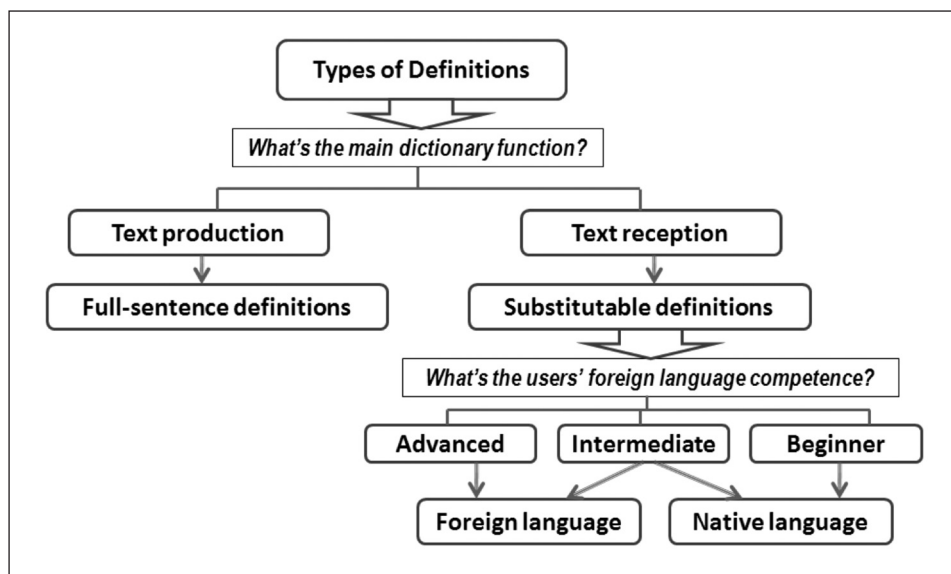 Types of Definitions
What's the main dictionary function?
Text production
Text reception
Full-sentence definitions
Substitutable definitions
What's the users' foreign language competence?
Advanced
Intermediate
Beginner
Foreign language
Native language